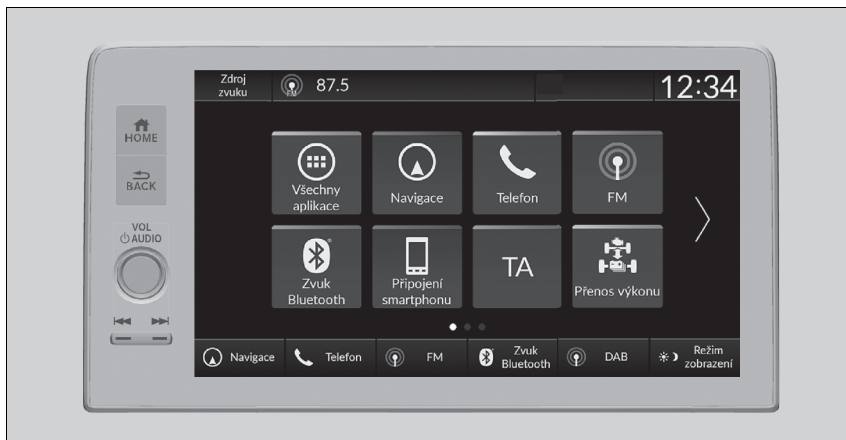 Zdroj
zvuku
FM
87.5
12:34
HOME
BACK
VOL
AUDIO
Všechny
aplikace
Navigace
Telefon
FM
Zvuk
Bluetooth
Připojení
smartphonu
TA
Přenos výkonu
Navigace
Telefon
FM
Zvuk
Bluetooth
DAB
Režim
zobrazení